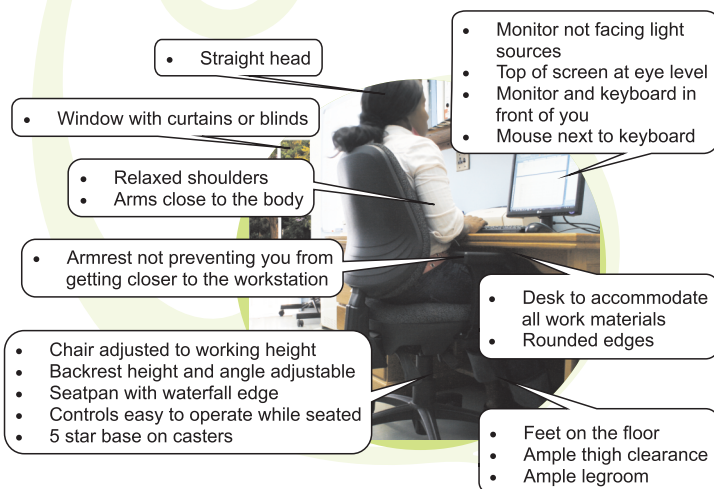 • Straight head
• Window with curtains or blinds
• Relaxed shoulders
• Arms close to the body
• Armrest not preventing you from
getting closer to the workstation
• Chair adjusted to working height
• Backrest height and angle adjustable
• Seatpan with waterfall edge
• Controls easy to operate while seated
• 5 star base on casters
• Monitor not facing light
sources
• Top of screen at eye level
• Monitor and keyboard in
front of you
• Mouse next to keyboard
• Desk to accommodate
all work materials
• Rounded edges
• Feet on the floor
• Ample thigh clearance
• Ample legroom